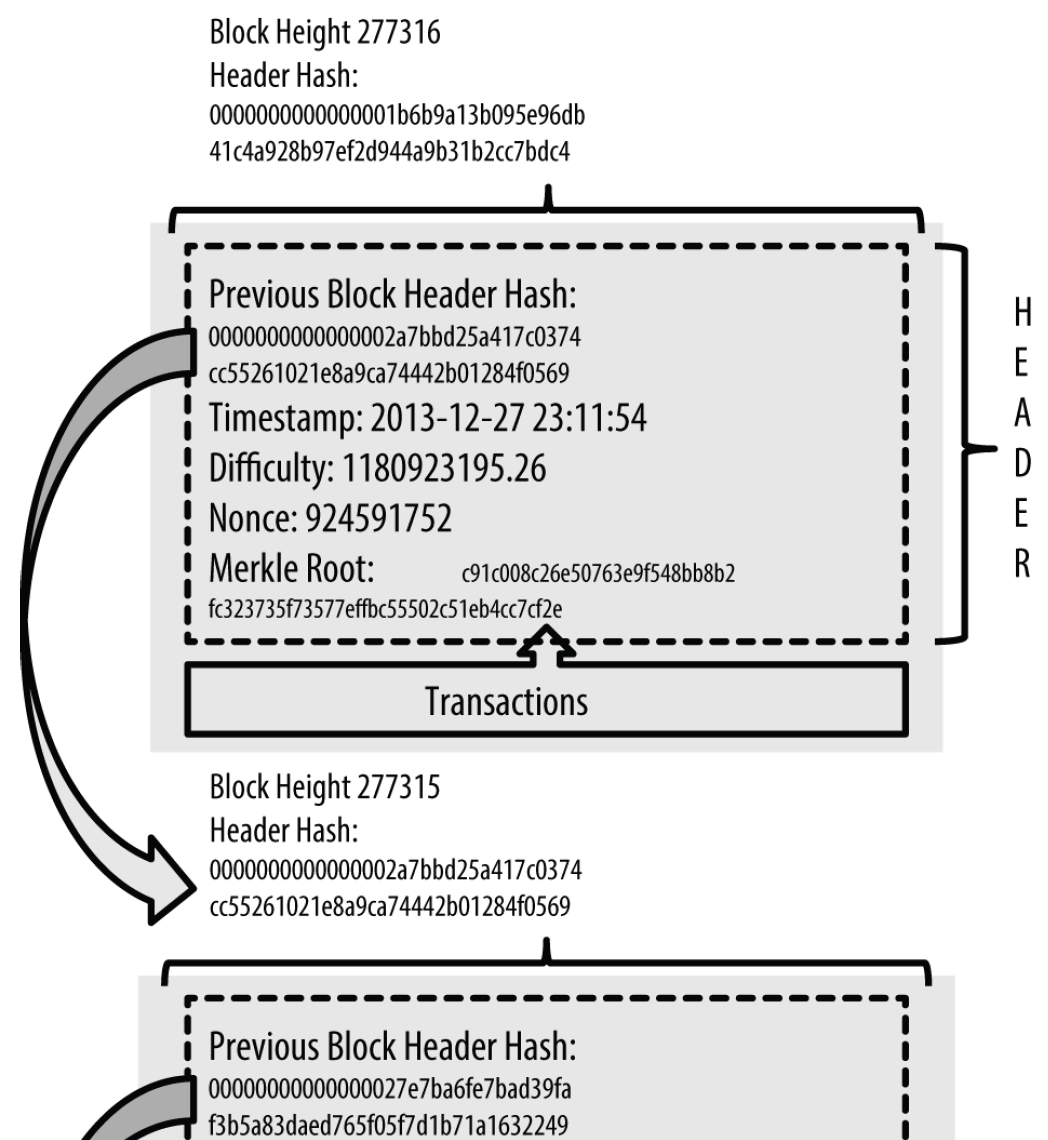 Block Height 277316
Header Hash:
0000000000000001b6b9a13b095e96db
41c4a928b97ef2d944a9b31b2cc7bdc4
Previous Block Header Hash:
0000000000000002a7bbd25a417c0374
cc55261021e8a9ca74442b01284f0569
Timestamp: 2013-12-27 23:11:54
Difficulty: 1180923195.26
Nonce: 924591752
Merkle Root: c91c008c26e50763e9f548bb8b2
fc323735f73577effbc55502c51eb4cc7cf2e
Transactions
HEADER
Block Height 277315
Header Hash:
0000000000000002a7bbd25a417c0374
cc55261021e8a9ca74442b01284f0569
Previous Block Header Hash:
00000000000000027e7ba6fe7bad39fa
f3b5a83daed765f05f7d1b71a1632249